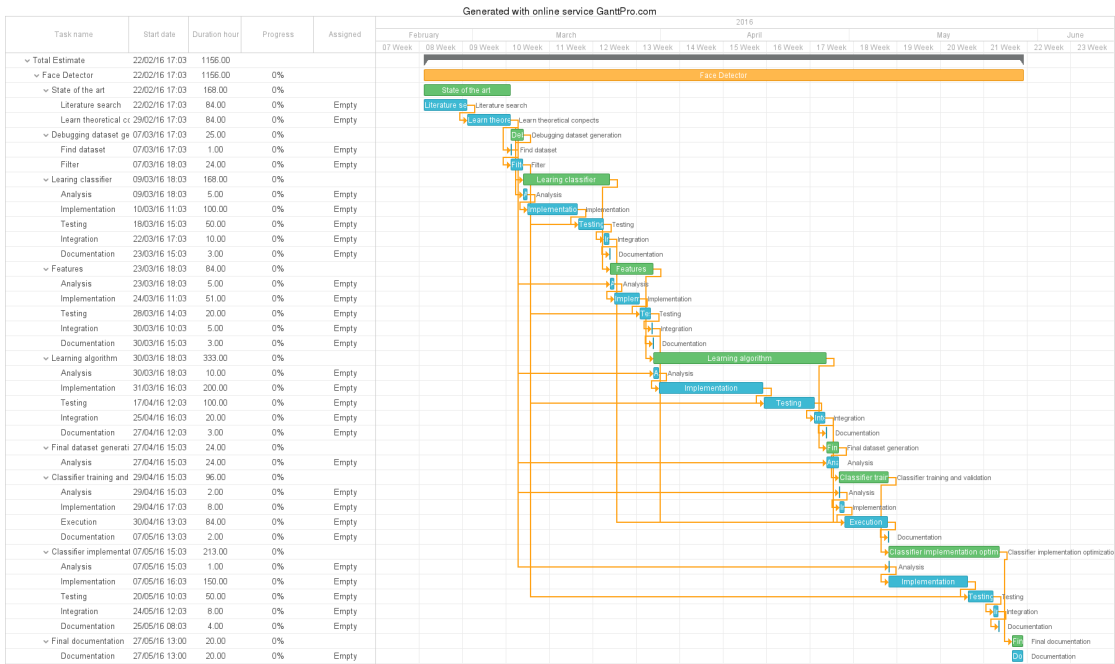 Generated with online service GanttPro.com
2016
Task name Start date Duration hour Progress Assigned February March April May June
07 Week 08 Week 09 Week 10 Week 11 Week 12 Week 13 Week 14 Week 15 Week 16 Week 17 Week 18 Week 19 Week 20 Week 21 Week 22 Week 23 Week
Total Estimate 22/02/16 17:03 1156.00
Face Detector 22/02/16 17:03 1156.00 0% Face Detector
State of the art 22/02/16 17:03 168.00 0% State of the art
Literature search 22/02/16 17:03 84.00 0% Empty Literature se Literature search
Learn theoretical cc 29/02/16 17:03 84.00 0% Empty Learn theore Learn theoretical conpects
Debugging dataset ge 07/03/16 17:03 25.00 0% Det Debugging dataset generation
Find dataset 07/03/16 17:03 1.00 0% Empty Find dataset
Filter 07/03/16 18:03 24.00 0% Empty Filt Filter
Learing classifier 09/03/16 18:03 168.00 0% Learing classifier
Analysis 09/03/16 18:03 5.00 0% Empty Analysis
Implementation 10/03/16 11:03 100.00 0% Empty Implementatio Implementation
Testing 18/03/16 15:03 50.00 0% Empty Testing Testing
Integration 22/03/16 17:03 10.00 0% Empty Integration
Documentation 23/03/16 15:03 3.00 0% Empty Documentation
Features 23/03/16 18:03 84.00 0% Features
Analysis 23/03/16 18:03 5.00 0% Empty Analysis
Implementation 24/03/16 11:03 51.00 0% Empty Implen Implementation
Testing 28/03/16 14:03 20.00 0% Empty Te Testing
Integration 30/03/16 10:03 5.00 0% Empty Integration
Documentation 30/03/16 15:03 3.00 0% Empty Documentation
Learning algorithm 30/03/16 18:03 333.00 0% Learning algorithm
Analysis 30/03/16 18:03 10.00 0% Empty A Analysis
Implementation 31/03/16 16:03 200.00 0% Empty Implementation
Testing 17/04/16 12:03 100.00 0% Empty Testing
Integration 25/04/16 16:03 20.00 0% Empty Int Integration
Documentation 27/04/16 12:03 3.00 0% Empty Documentation
Final dataset generati 27/04/16 15:03 24.00 0% Fin Final dataset generation
Analysis 27/04/16 15:03 24.00 0% Empty Ana Analysis
Classifier training and 29/04/16 15:03 96.00 0% Classifier trair Classifier training and validation
Analysis 29/04/16 15:03 2.00 0% Empty Analysis
Implementation 29/04/16 17:03 8.00 0% Empty Implementation
Execution 30/04/16 13:03 84.00 0% Empty Execution
Documentation 07/05/16 13:03 2.00 0% Empty Documentation
Classifier implementat 07/05/16 15:03 213.00 0% Classifier implementation optim Classifier implementation optimizatio
Analysis 07/05/16 15:03 1.00 0% Empty Analysis
Implementation 07/05/16 16:03 150.00 0% Empty Implementation
Testing 20/05/16 10:03 50.00 0% Empty Testing Testing
Integration 24/05/16 12:03 8.00 0% Empty Integration
Documentation 25/05/16 08:03 4.00 0% Empty Documentation
Final documentation 27/05/16 13:00 20.00 0% Fin Final documentation
Documentation 27/05/16 13:00 20.00 0% Empty Do Documentation